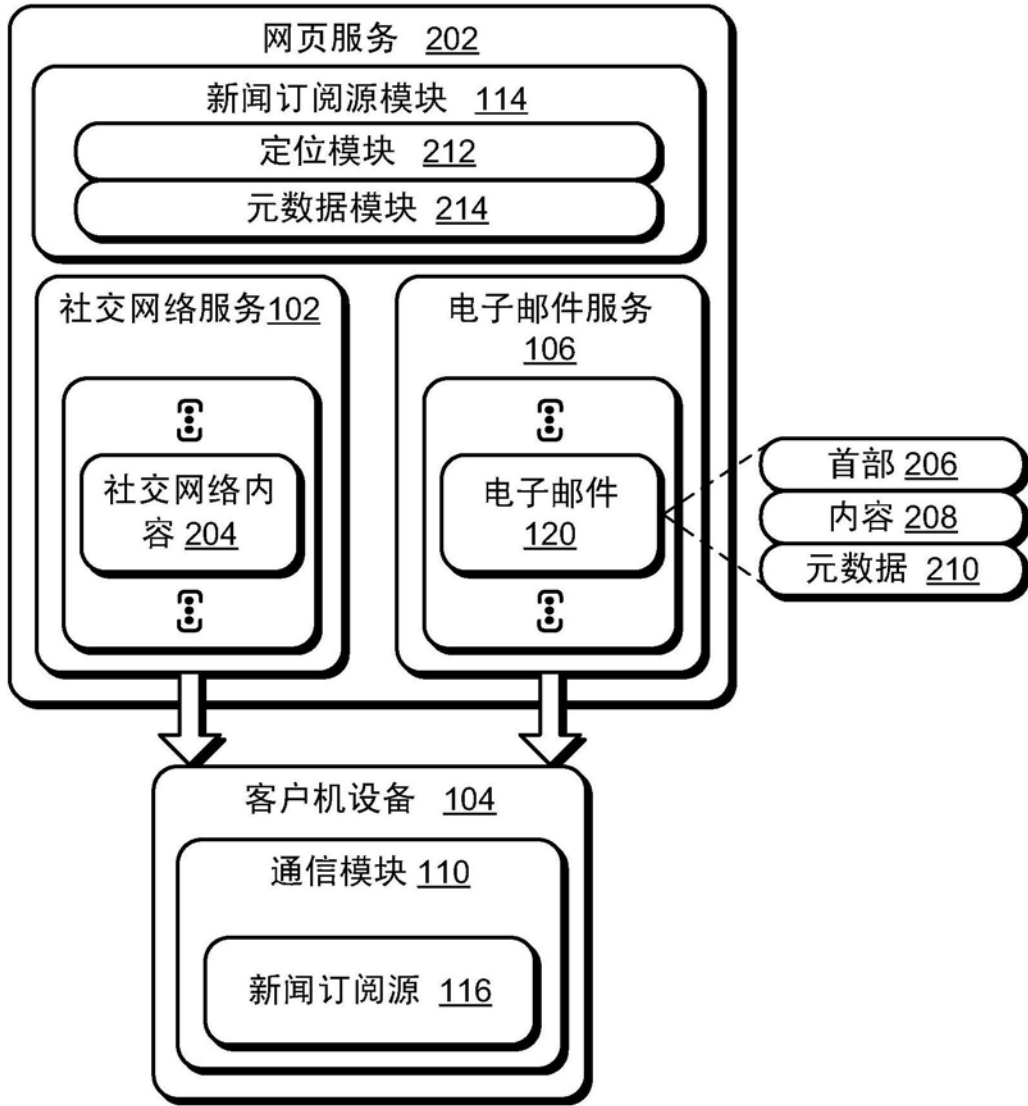 网页服务 202
新闻订阅源模块 114
定位模块 212
元数据模块 214
社交网络服务102
电子邮件服务
106
社交网络内
容 204
电子邮件
120
首部 206
内容 208
元数据 210
客户机设备 104
通信模块 110
新闻订阅源 116